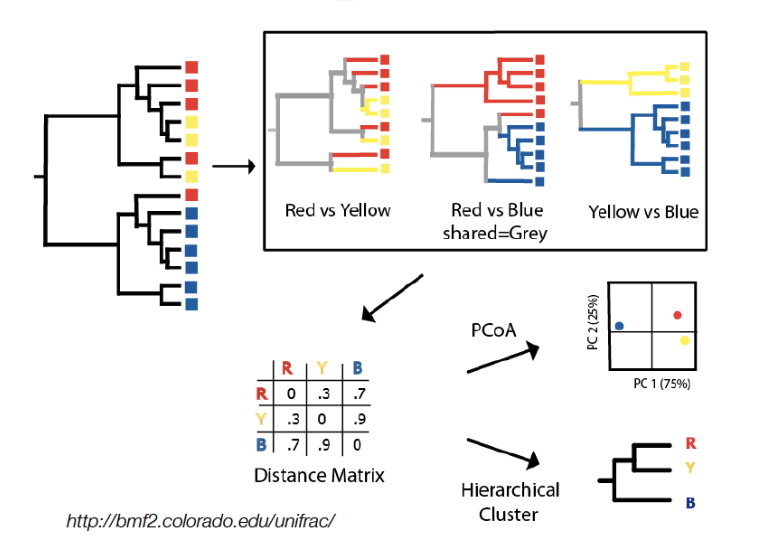 Red vs Yellow
Red vs Blue
shared=Grey
Yellow vs Blue
R Y B
R 0 .3 .7
Y .3 0 .9
B .7 .9 0
Distance Matrix
PCoA
PC 2 (25%)
PC 1 (75%)
Hierarchical
Cluster
R
Y
B
http://bmf2.colorado.edu/unifrac/